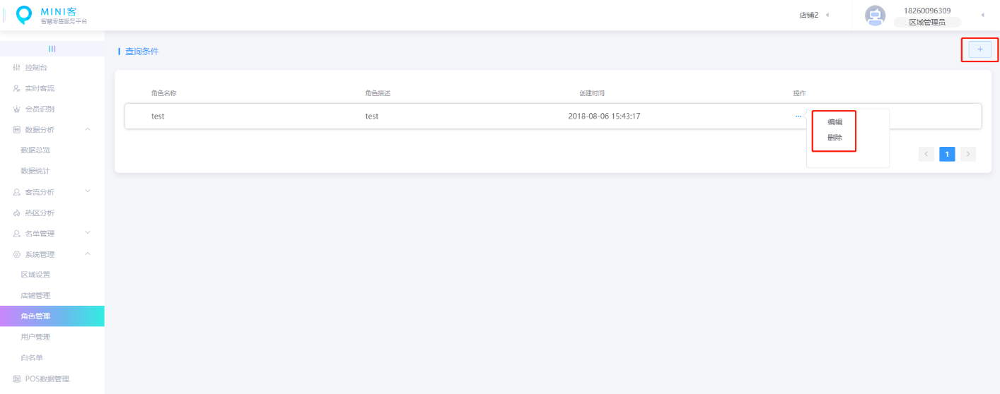 MINI客
智慧零售服务平台
店铺2
18260096309
区域管理员
控制台
实时客流
会员识别
数据分析
数据总览
数据统计
客流分析
热区分析
名单管理
系统管理
区域设置
店铺管理
角色管理
用户管理
白名单
POS数据管理
查询条件
+
角色名称 角色描述 创建时间 操作
test test 2018-08-06 15:43:17 ···
编辑
删除
< 1 >